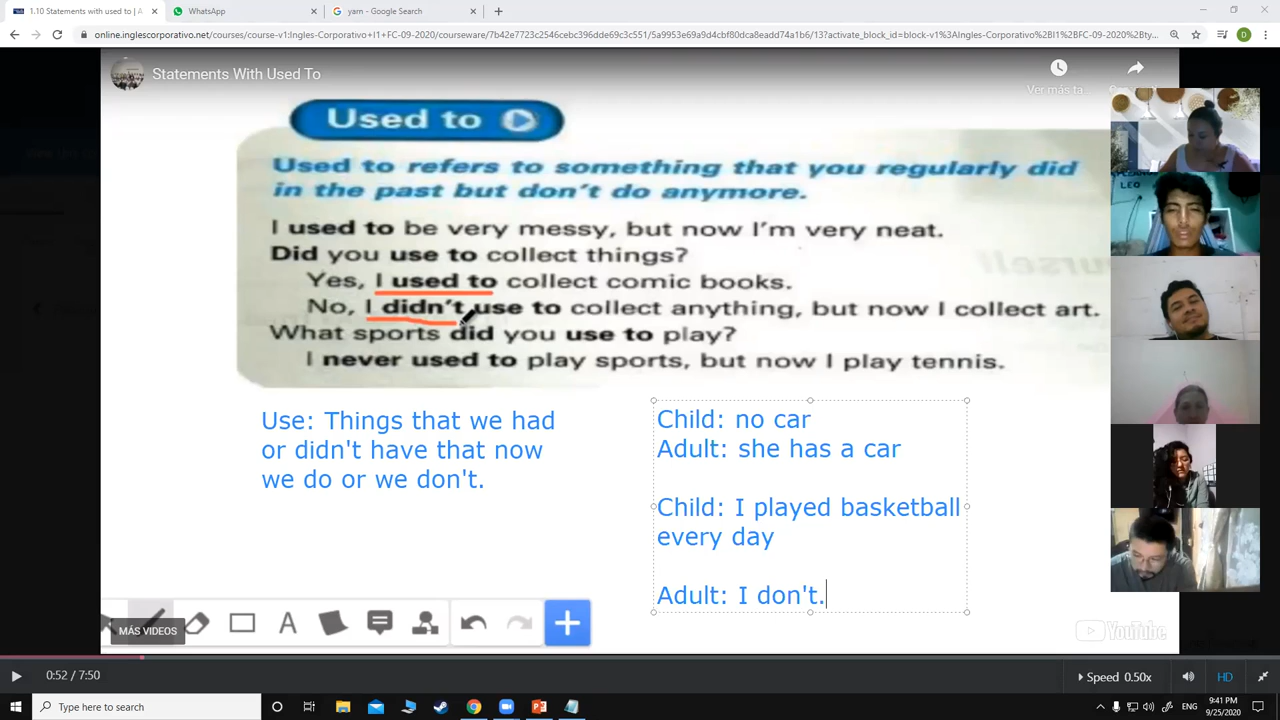 1.10 Statements with used to | A
WhatsApp
yarn - Google Search
online.inglescorporativo.net/courses/course-v1:Ingles-Corporativo+I1+FC-09-2020/courseware/7b42e7723c2546cebc396dde69c3c551/5a9953e69a9d4cbf80dca8eadd74a1b6/13?activate_block_id=block-v1%3AIngles-Corporativo%2BI1%2BFC-09-2020%2Bty...
D
Statements With Used To
Ver más ta...
Used to
Used to refers to something that you regularly did
in the past but don't do anymore.
I used to be very messy, but now I'm very neat.
Did you use to collect things?
Yes, I used to collect comic books.
No, I didn't use to collect anything, but now I collect art.
What sports did you use to play?
I never used to play sports, but now I play tennis.
Use: Things that we had
or didn't have that now
we do or we don't.
Child: no car
Adult: she has a car
Child: I played basketball
every day
Adult: I don't.
LEO
A
MÁS VIDEOS
YouTube
0:52 / 7:50
Speed 0.50x
HD
Type here to search
ENG
9:41 PM
9/25/2020